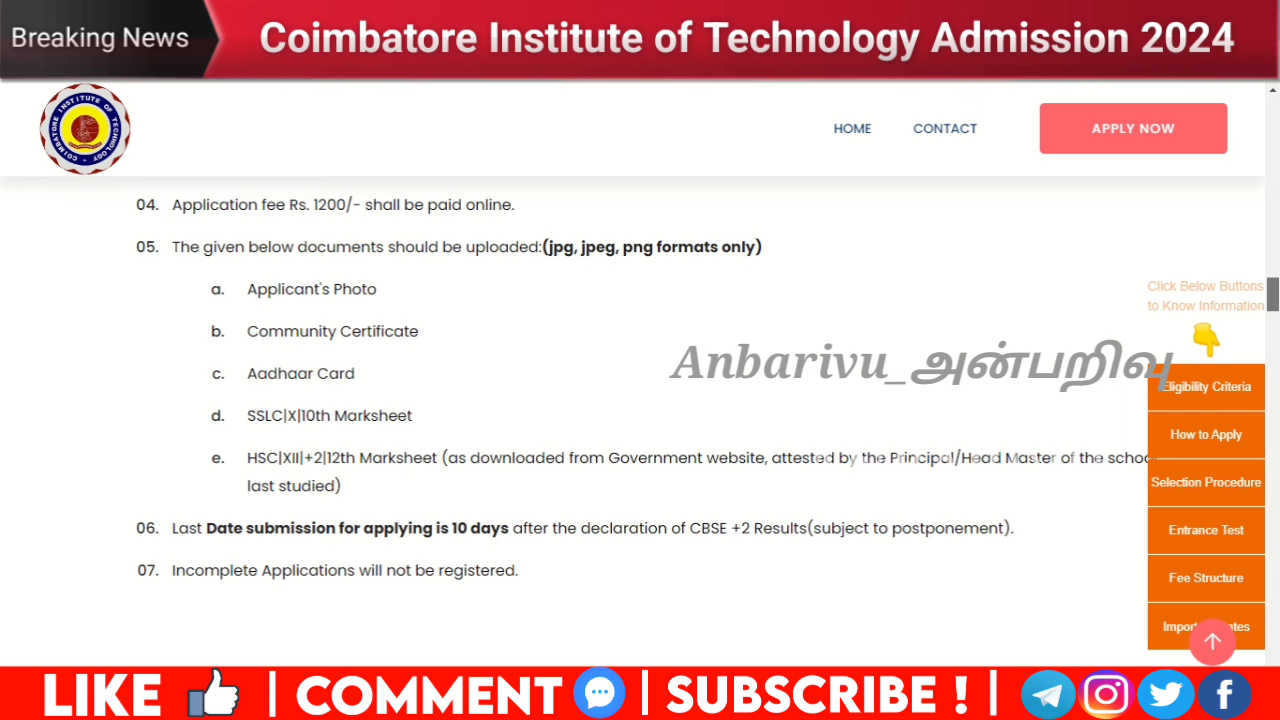 Breaking News
Coimbatore Institute of Technology Admission 2024
COIMBATORE INSTITUTE OF TECHNOLOGY
HOME
CONTACT
APPLY NOW
04. Application fee Rs. 1200/- shall be paid online.
05. The given below documents should be uploaded:(jpg, jpeg, png formats only)
a. Applicant's Photo
b. Community Certificate
c. Aadhaar Card
d. SSLC|X|10th Marksheet
e. HSC|XII|+2|12th Marksheet (as downloaded from Government website, attested by the Principal/Head Master of the school
last studied)
06. Last Date submission for applying is 10 days after the declaration of CBSE +2 Results(subject to postponement).
07. Incomplete Applications will not be registered.
Click Below Buttons
to Know Information
Anbarivu_அன்பறிவு
Eligibility Criteria
How to Apply
Selection Procedure
Entrance Test
Fee Structure
LIKE | COMMENT | SUBSCRIBE ! |